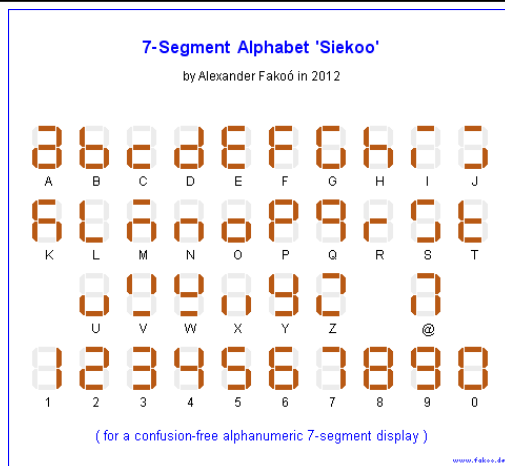 7-Segment Alphabet 'Siekoo'
by Alexander Fakoó in 2012
A B C D E F G H I J
K L M N O P Q R S T
U V W X Y Z @
1 2 3 4 5 6 7 8 9 0
( for a confusion-free alphanumeric 7-segment display )
www.fakoo.de